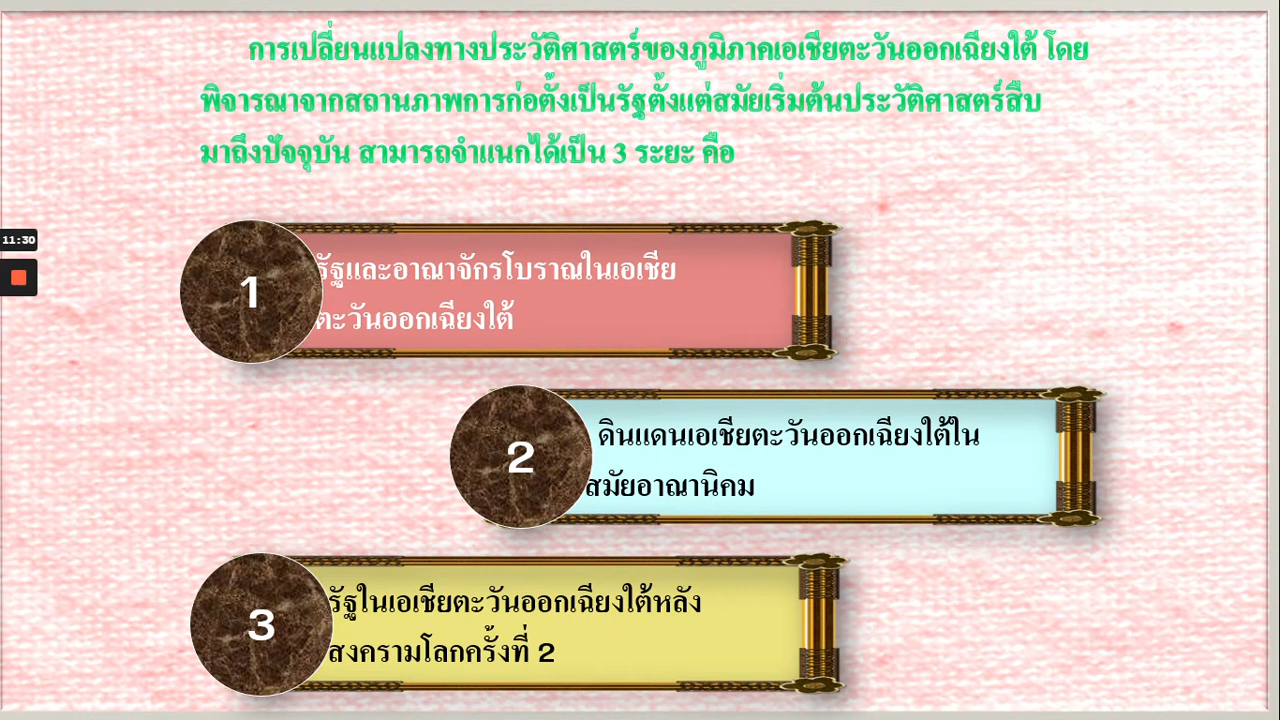 การเปลี่ยนแปลงทางประวัติศาสตร์ของภูมิภาคเอเชียตะวันออกเฉียงใต้ โดย
พิจารณาจากสถานภาพการก่อตั้งเป็นรัฐตั้งแต่สมัยเริ่มต้นประวัติศาสตร์สืบ
มาถึงปัจจุบัน สามารถจำแนกได้เป็น 3 ระยะ คือ
11:30
1
รัฐและอาณาจักรโบราณในเอเชีย
ตะวันออกเฉียงใต้
2
ดินแดนเอเชียตะวันออกเฉียงใต้ใน
สมัยอาณานิคม
3
รัฐในเอเชียตะวันออกเฉียงใต้หลัง
สงครามโลกครั้งที่ 2